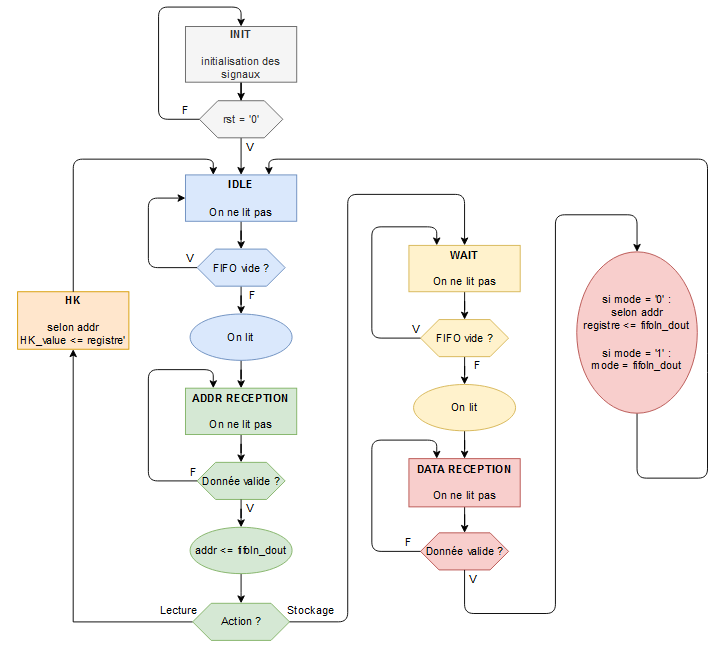 INIT
initialisation des
signaux
F
rst = '0'
V
IDLE
On ne lit pas
V
FIFO vide ?
F
On lit
ADDR RECEPTION
On ne lit pas
F
Donnée valide ?
V
addr <= fifoIn_dout
Lecture
Action ?
Stockage
HK
selon addr
HK_value <= registre'
WAIT
On ne lit pas
V
FIFO vide ?
F
On lit
DATA RECEPTION
On ne lit pas
F
Donnée valide ?
V
si mode = '0' :
selon addr
registre <= fifoIn_dout
si mode = '1' :
mode = fifoIn_dout